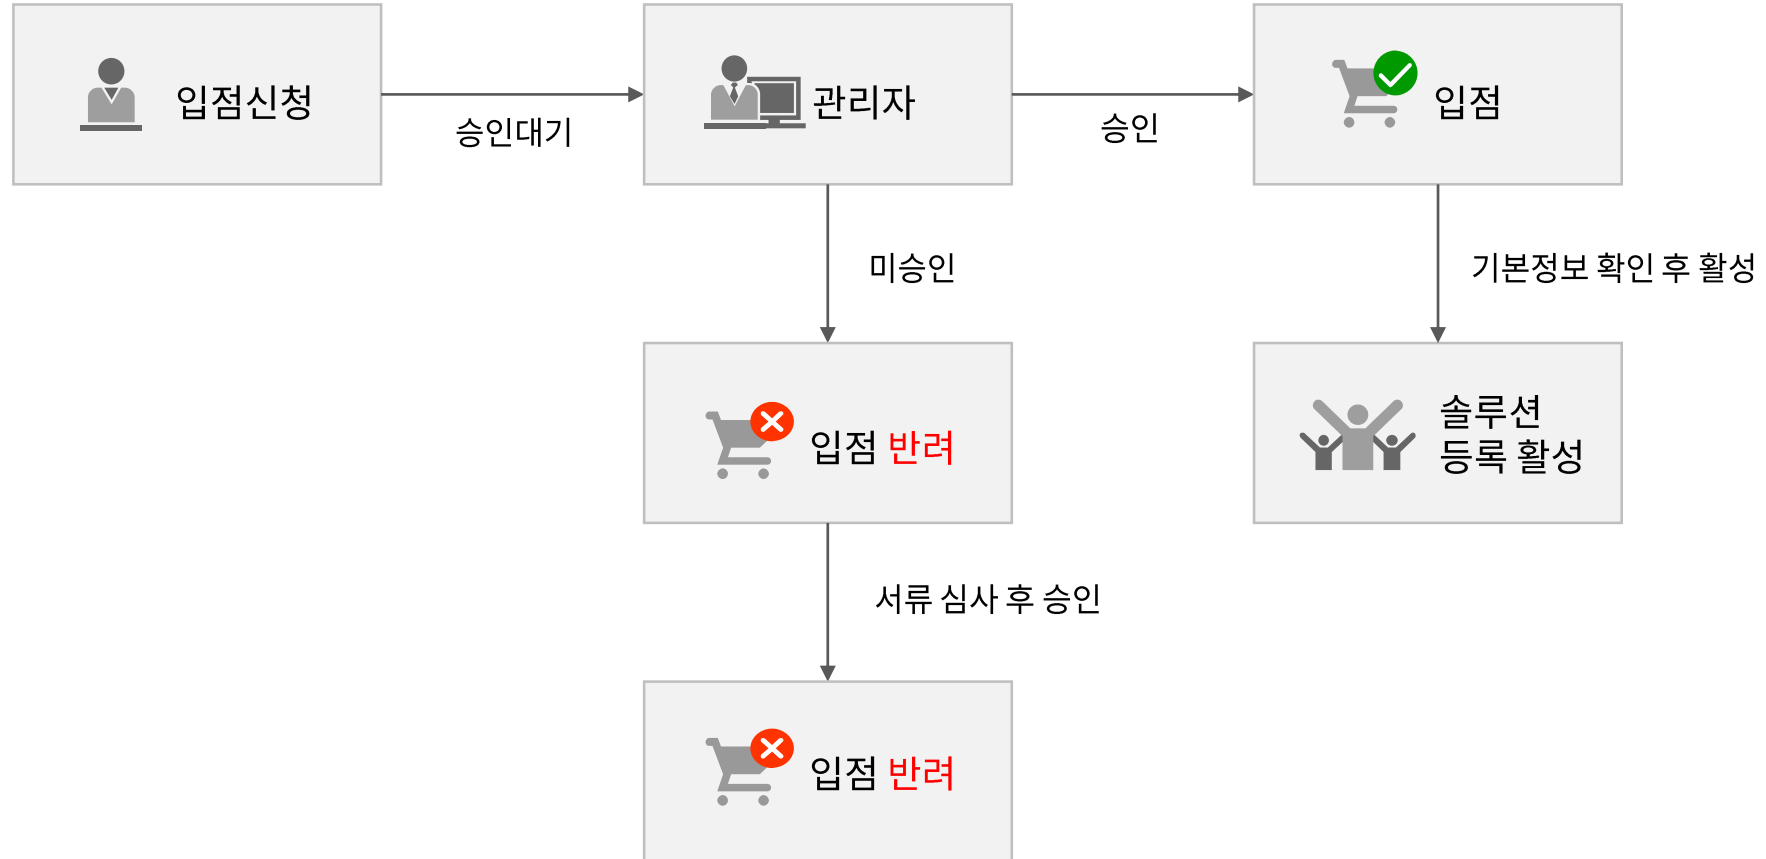 입점신청
승인대기
관리자
승인
입점
미승인
기본정보 확인 후 활성
입점 반려
솔루션
등록 활성
서류 심사 후 승인
입점 반려